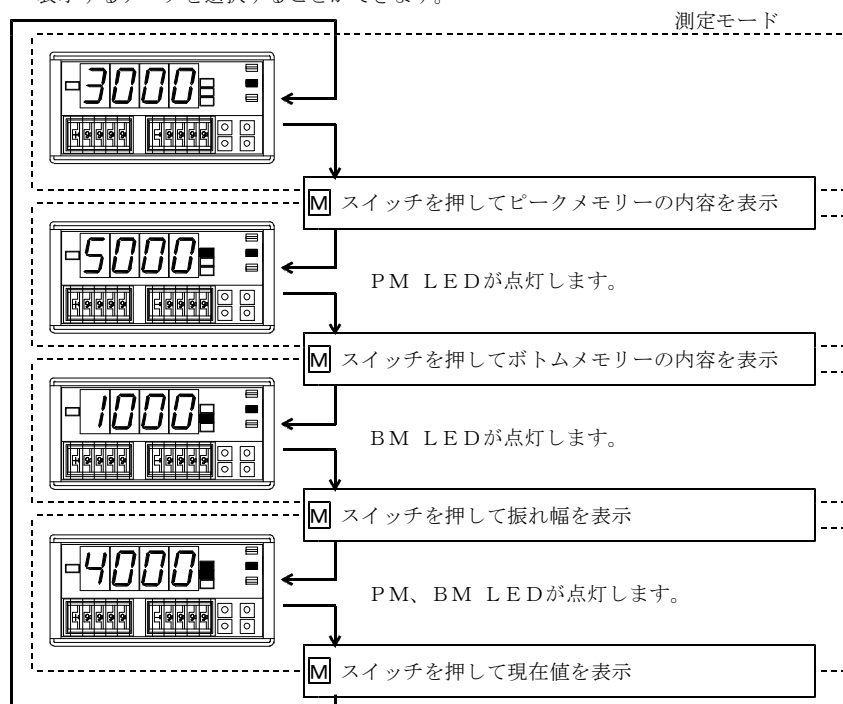 表示するデータを選択することができます。
測定モード
3000
M スイッチを押してピークメモリーの内容を表示
5000
PM LEDが点灯します。
M スイッチを押してボトムメモリーの内容を表示
1000
BM LEDが点灯します。
M スイッチを押して振れ幅を表示
4000
PM、BM LEDが点灯します。
M スイッチを押して現在値を表示